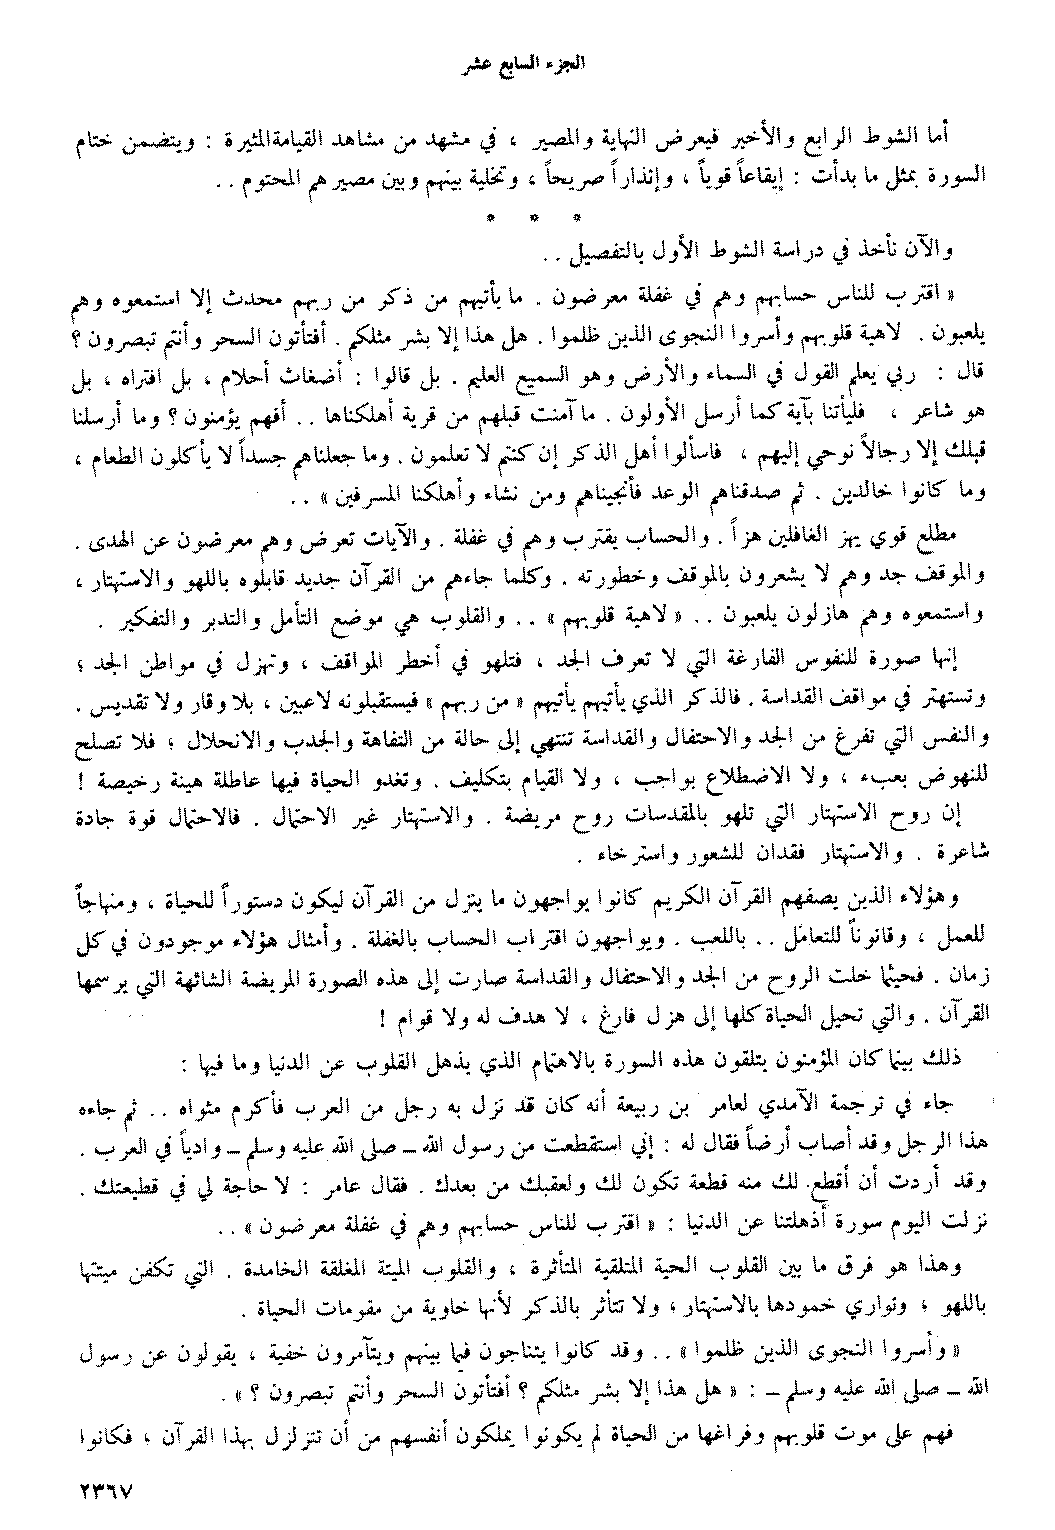 الجزء السابع عشر
أما الشوط الرابع والأخير فيعرض النهاية والمصير ، في مشهد من مشاهد القيامة المثيرة : ويتضمن ختام
السورة بمثل ما بدأت : إيقاعاً قوياً ، وإنذاراً صريحاً ، وتخلية بينهم وبين مصيرهم المحتوم . .
* * *
والآن نأخذ في دراسة الشوط الأول بالتفصيل . .
« اقترب للناس حسابهم وهم في غفلة معرضون . ما يأتيهم من ذكر من ربهم محدث إلا استمعوه وهم
يلعبون . لاهية قلوبهم وأسروا النجوى الذين ظلموا . هل هذا إلا بشر مثلكم . أفتأتون السحر وأنتم تبصرون ؟
قال : ربي يعلم القول في السماء والأرض وهو السميع العليم . بل قالوا : أضغاث أحلام ، بل افتراه ، بل
هو شاعر ، فليأتنا بآية كما أرسل الأولون . ما آمنت قبلهم من قرية أهلكناها . . أفهم يؤمنون ؟ وما أرسلنا
قبلك إلا رجالاً نوحي إليهم ، فاسألوا أهل الذكر إن كنتم لا تعلمون . وما جعلناهم جسداً لا يأكلون الطعام ،
وما كانوا خالدين . ثم صدقناهم الوعد فأنجيناهم ومن نشاء وأهلكنا المسرفين » . .
مطلع قوي يهز الغافلين هزاً . والحساب يقترب وهم في غفلة . والآيات تعرض وهم معرضون عن الهدى .
والموقف جد وهم لا يشعرون بالموقف وخطورته . وكلما جاءهم من القرآن جديد قابلوه باللهو والاستهتار ،
واستمعوه وهم هازلون يلعبون . . « لاهية قلوبهم » . . والقلوب هي موضع التأمل والتدبر والتفكير .
إنها صورة للنفوس الفارغة التي لا تعرف الجد ، فتلهو في أخطر المواقف ، وتهزل في مواطن الجد ؛
وتستهتر في مواقف القداسة . فالذكر الذي يأتيهم يأتيهم « من ربهم » فيستقبلونه لاعبين ، بلا وقار ولا تقديس .
والنفس التي تفرغ من الجد والاحتفال والقداسة تنتهي إلى حالة من التفاهة والجدب والانحلال ؛ فلا تصلح
للنهوض بعبء ، ولا الاضطلاع بواجب ، ولا القيام بتكليف . وتغدو الحياة فيها عاطلة هينة رخيصة !
إن روح الاستهتار التي تلهو بالمقدسات روح مريضة . والاستهتار غير الاحتمال . فالاحتمال قوة جادة
شاعرة . والاستهتار فقدان للشعور واسترخاء .
وهؤلاء الذين يصفهم القرآن الكريم كانوا يواجهون ما ينزل من القرآن ليكون دستوراً للحياة ، ومنهاجاً
للعمل ، وقانوناً للتعامل . . باللعب . ويواجهون اقتراب الحساب بالغفلة . وأمثال هؤلاء موجودون في كل
زمان . فحيثما خلت الروح من الجد والاحتفال والقداسة صارت إلى هذه الصورة المريضة الشائهة التي يرسمها
القرآن . والتي تحيل الحياة كلها إلى هزل فارغ ، لا هدف له ولا قوام !
ذلك بينما كان المؤمنون يتلقون هذه السورة بالاهتمام الذي يذهل القلوب عن الدنيا وما فيها :
جاء في ترجمة الآمدي لعامر بن ربيعة أنه كان قد نزل به رجل من العرب فأكرم مثواه . . ثم جاءه
هذا الرجل وقد أصاب أرضاً فقال له : إني استقطعت من رسول الله – صلى الله عليه وسلم – وادياً في العرب .
وقد أردت أن أقطع لك منه قطعة تكون لك ولعقبك من بعدك . فقال عامر : لا حاجة لي في قطيعتك .
نزلت اليوم سورة أذهلتنا عن الدنيا : « اقترب للناس حسابهم وهم في غفلة معرضون » . .
وهذا هو فرق ما بين القلوب الحية المتلقية المتأثرة ، والقلوب الميتة المغلقة الخامدة . التي تكفن ميتتها
باللهو ؛ وتواري خمودها بالاستهتار ؛ ولا تتأثر بالذكر لأنها خاوية من مقومات الحياة .
« وأسروا النجوى الذين ظلموا » . . وقد كانوا يتناجون فيما بينهم ويتآمرون خفية ، يقولون عن رسول
الله – صلى الله عليه وسلم – : « هل هذا إلا بشر مثلكم ؟ أفتأتون السحر وأنتم تبصرون ؟ » .
فهم على موت قلوبهم وفراغها من الحياة لم يكونوا يملكون أنفسهم من أن تتزلزل بهذا القرآن ، فكانوا
٢٣٦٧